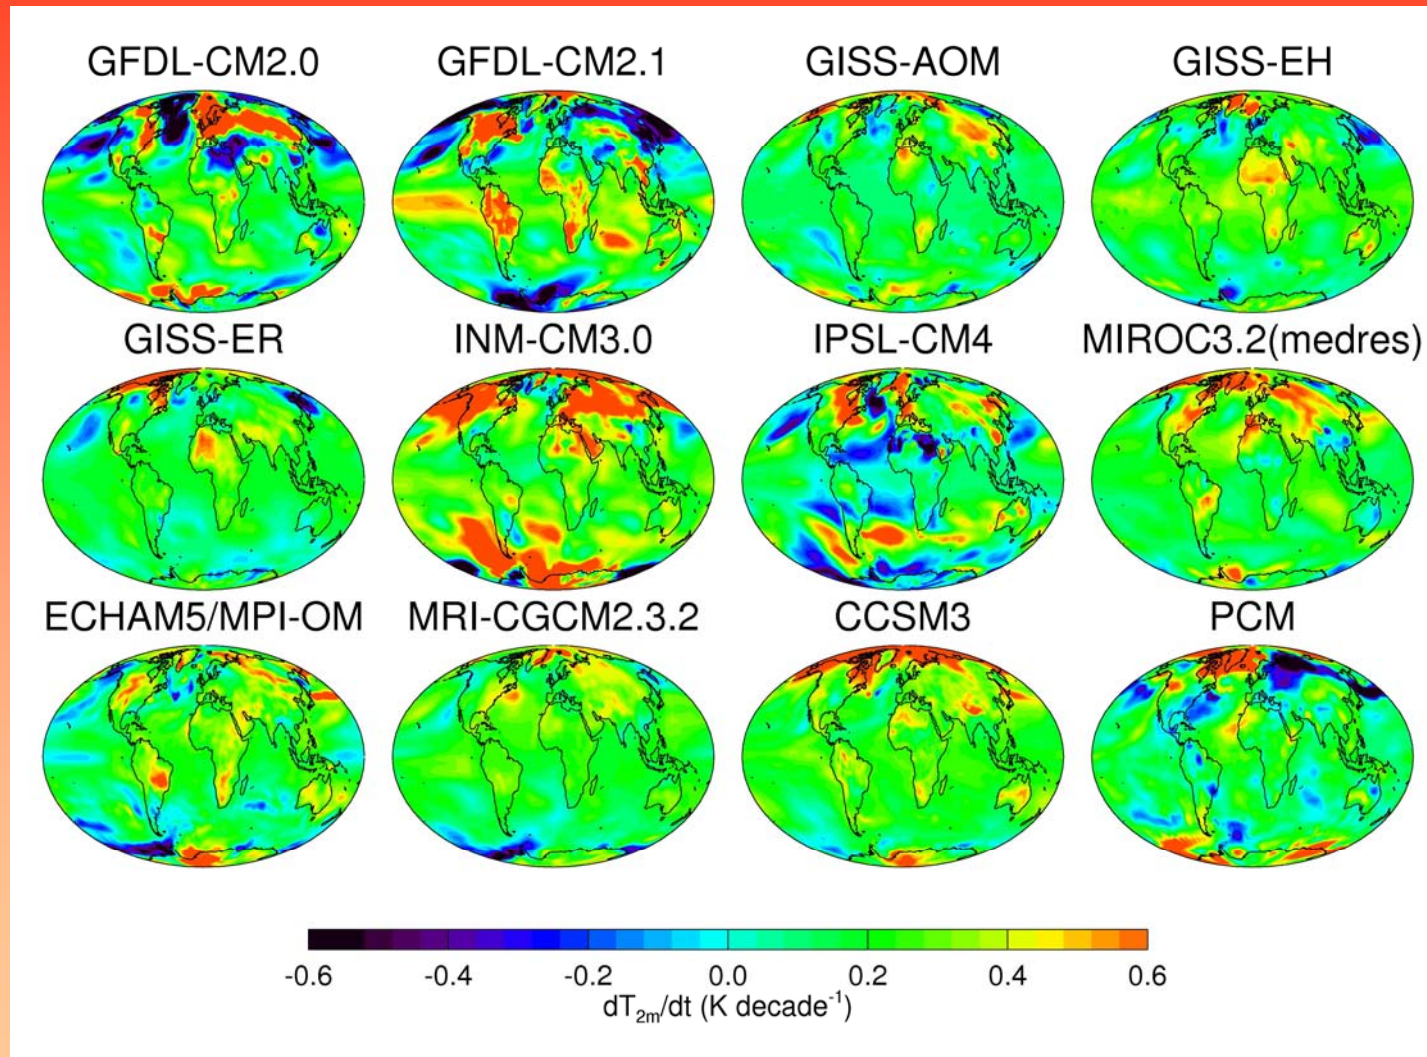 GFDL-CM2.0 GFDL-CM2.1 GISS-AOM GISS-EH
GISS-ER INM-CM3.0 IPSL-CM4 MIROC3.2(medres)
ECHAM5/MPI-OM MRI-CGCM2.3.2 CCSM3 PCM
-0.6 -0.4 -0.2 0.0 0.2 0.4 0.6
dT₂ₘ/dt (K decade⁻¹)